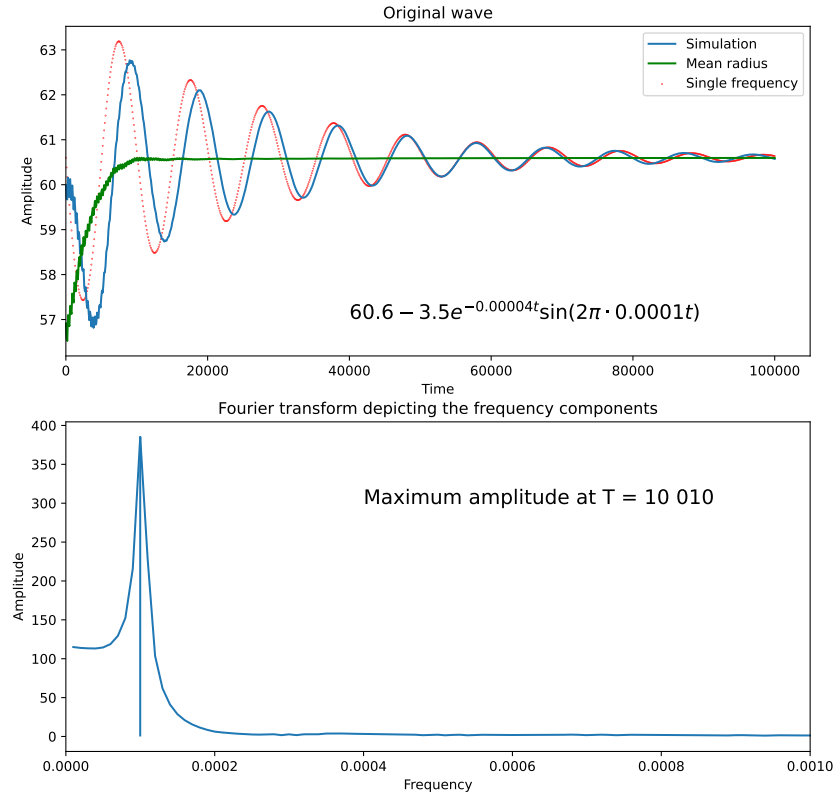 Original wave
63
62
61
60
59
58
57
Amplitude
Simulation
Mean radius
Single frequency
60.6 − 3.5e^{−0.00004t}sin(2π · 0.0001t)
0 20000 40000 60000 80000 100000
Time
Fourier transform depicting the frequency components
400
350
300
250
200
150
100
50
0
Amplitude
Maximum amplitude at T = 10 010
0.0000 0.0002 0.0004 0.0006 0.0008 0.0010
Frequency